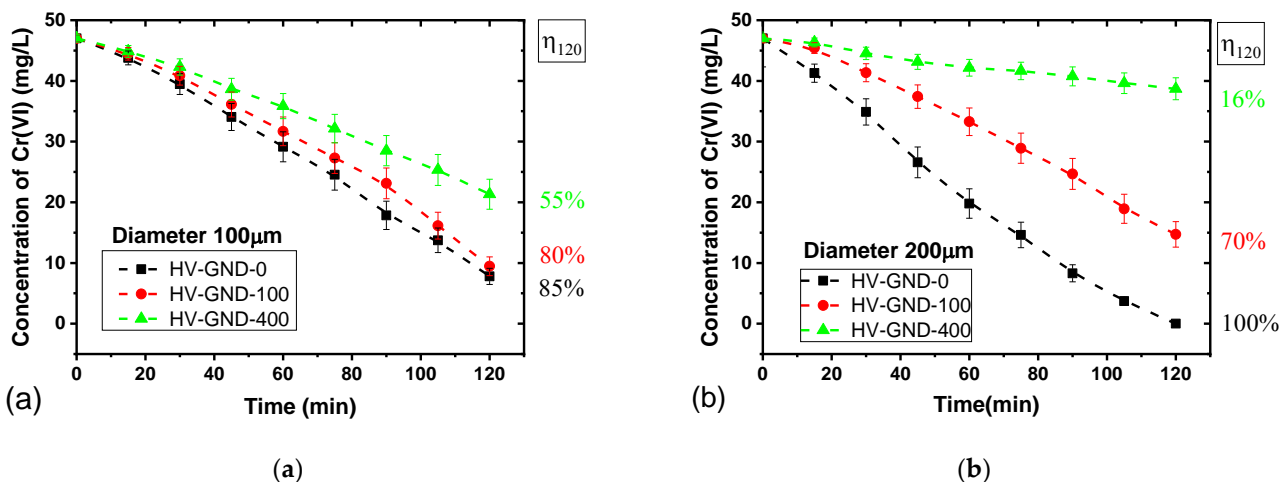 50
40
30
20
10
0
Concentration of Cr(VI) (mg/L)
0 20 40 60 80 100 120
Time (min)
Diameter 100μm
HV-GND-0
HV-GND-100
HV-GND-400
η120
55%
80%
85%
(a)
(a)
50
40
30
20
10
0
Concentration of Cr(VI) (mg/L)
0 20 40 60 80 100 120
Time(min)
Diameter 200μm
HV-GND-0
HV-GND-100
HV-GND-400
η120
16%
70%
100%
(b)
(b)